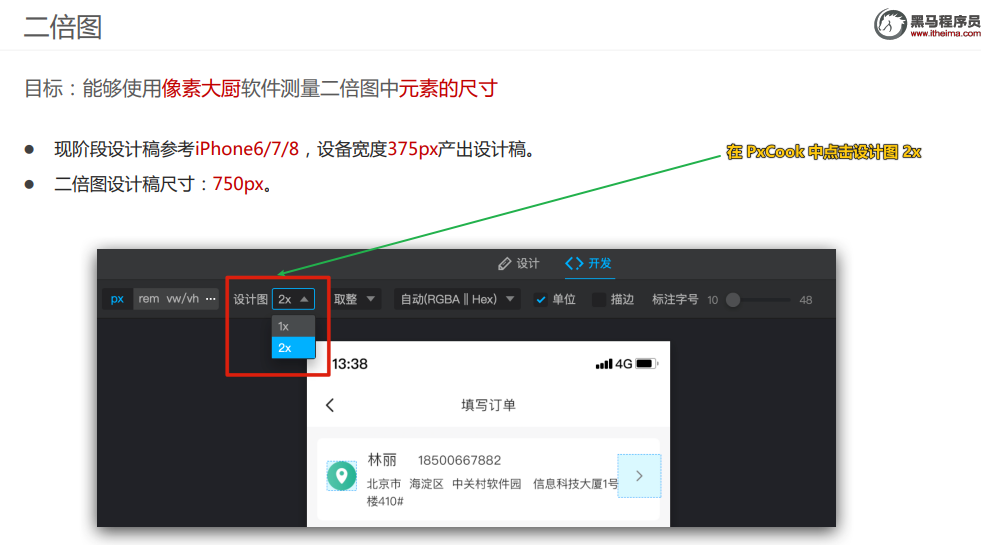 二倍图
黑马程序员
www.itheima.com
目标：能够使用像素大厨软件测量二倍图中元素的尺寸
● 现阶段设计稿参考iPhone6/7/8，设备宽度375px产出设计稿。
在 PxCook 中点击设计图 2x
● 二倍图设计稿尺寸：750px。
设计 开发
px rem vw/vh ··· 设计图 2x 取整 自动(RGBA || Hex) 单位 描边 标注字号 10 48
1x
2x
13:38 4G
填写订单
林丽 18500667882
北京市 海淀区 中关村软件园 信息科技大厦1号
楼410#